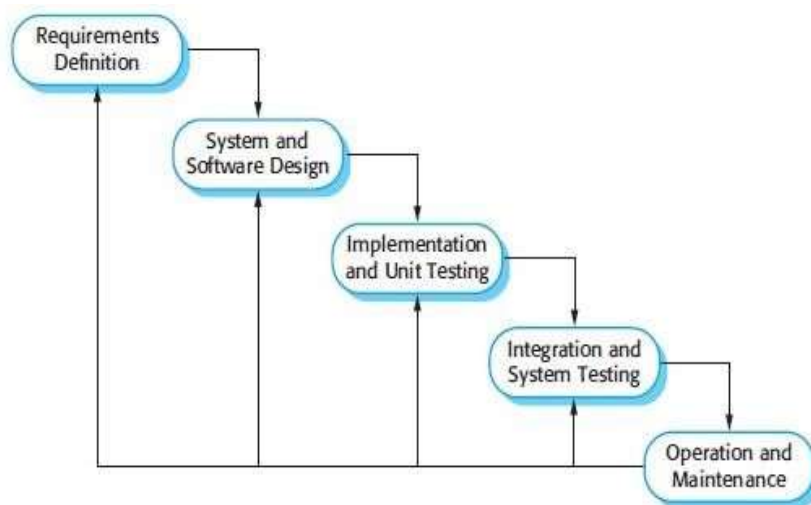 Requirements
Definition
System and
Software Design
Implementation
and Unit Testing
Integration and
System Testing
Operation and
Maintenance